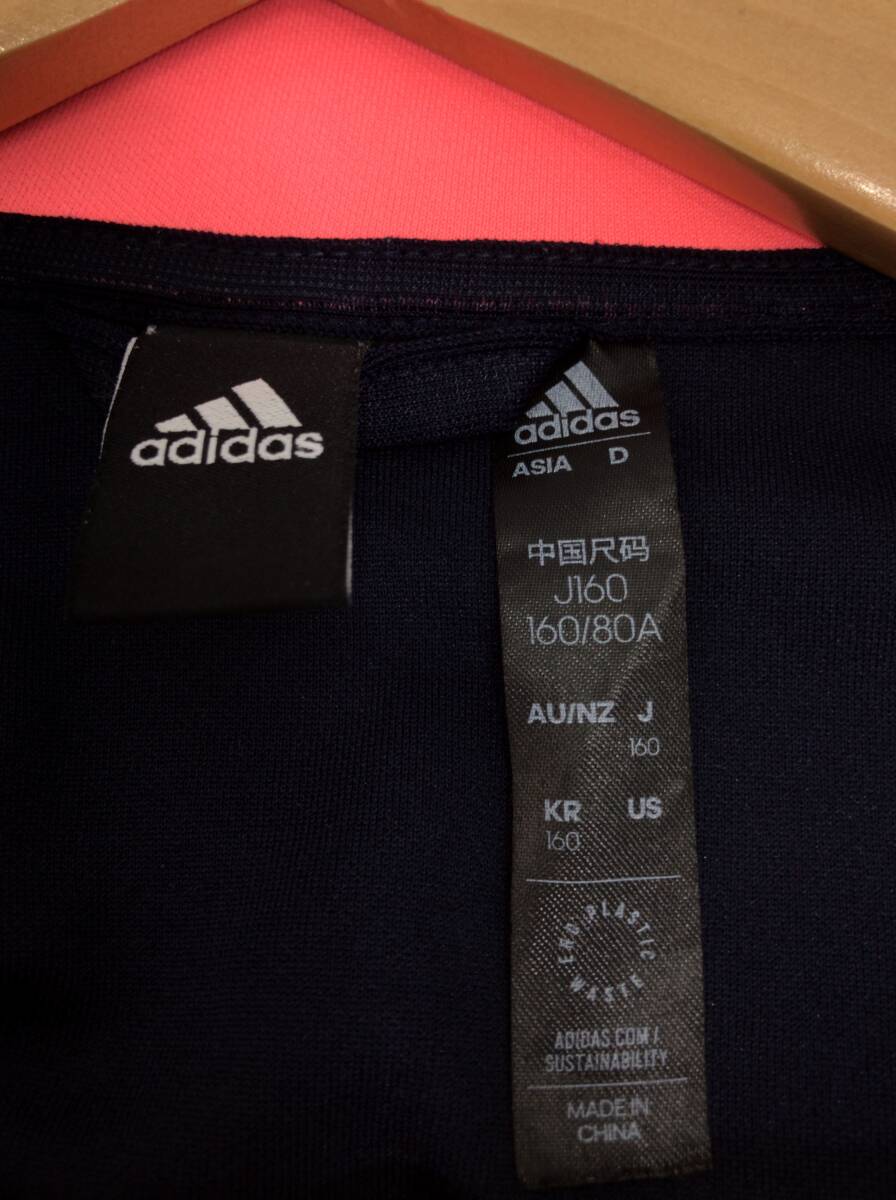 adidas
adidas
ASIA D
中国尺码
J160
160/80A
AU/NZ J
160
KR US
160
END PLASTIC WASTE
ADIDAS.COM/
SUSTAINABILITY
MADE IN
CHINA